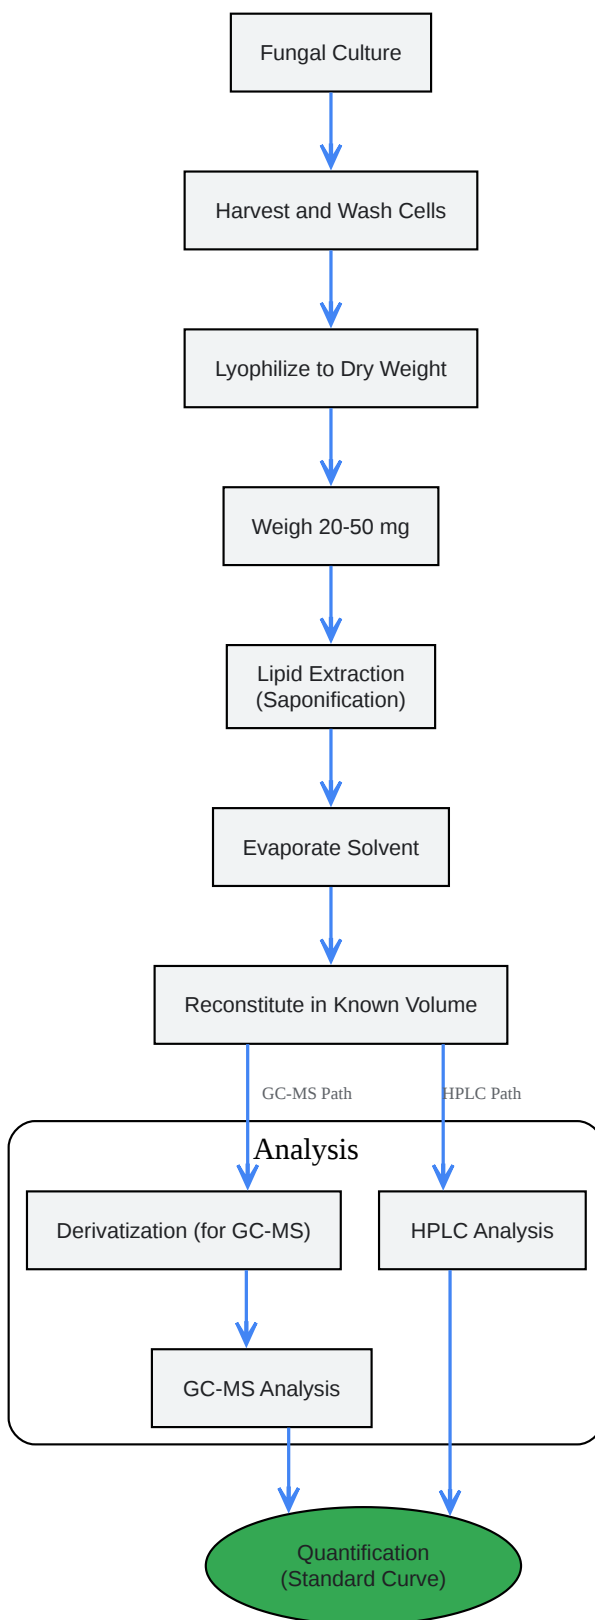 Fungal Culture
Harvest and Wash Cells
Lyophilize to Dry Weight
Weigh 20-50 mg
Lipid Extraction
(Saponification)
Evaporate Solvent
Reconstitute in Known Volume
GC-MS Path
HPLC Path
Analysis
Derivatization (for GC-MS)
HPLC Analysis
GC-MS Analysis
Quantification
(Standard Curve)